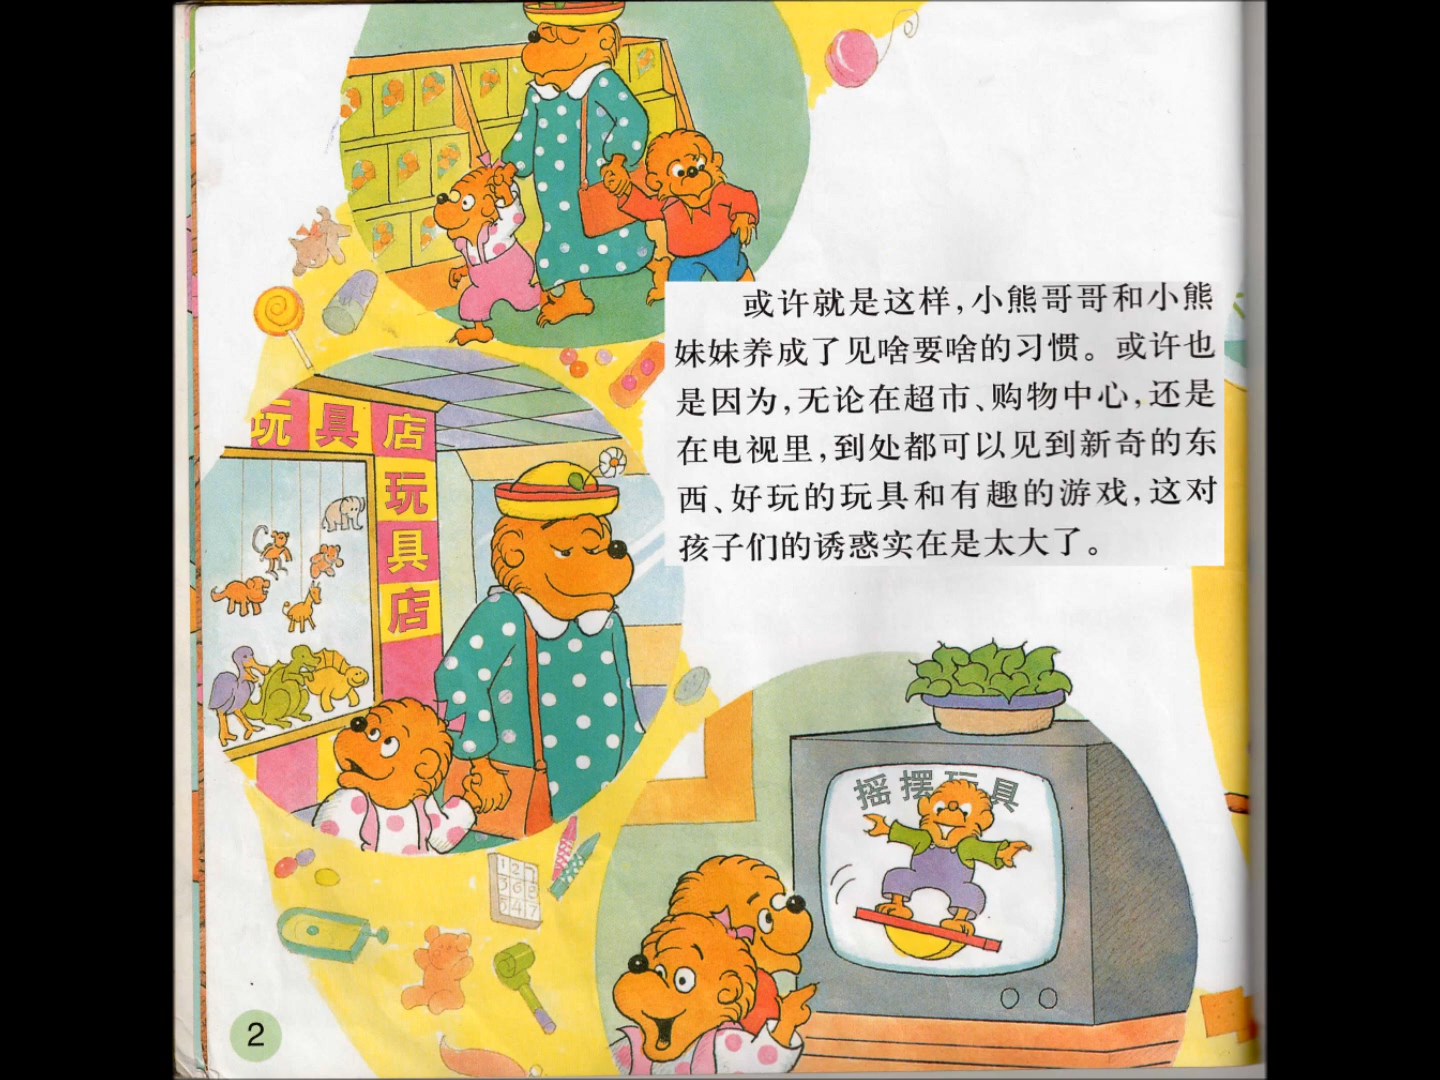 或许就是这样，小熊哥哥和小熊
妹妹养成了见啥要啥的习惯。或许也
是因为，无论在超市、购物中心，还是
在电视里，到处都可以见到新奇的东
西、好玩的玩具和有趣的游戏，这对
孩子们的诱惑实在是太大了。
玩具店
玩
具
店
摇摆玩具
2